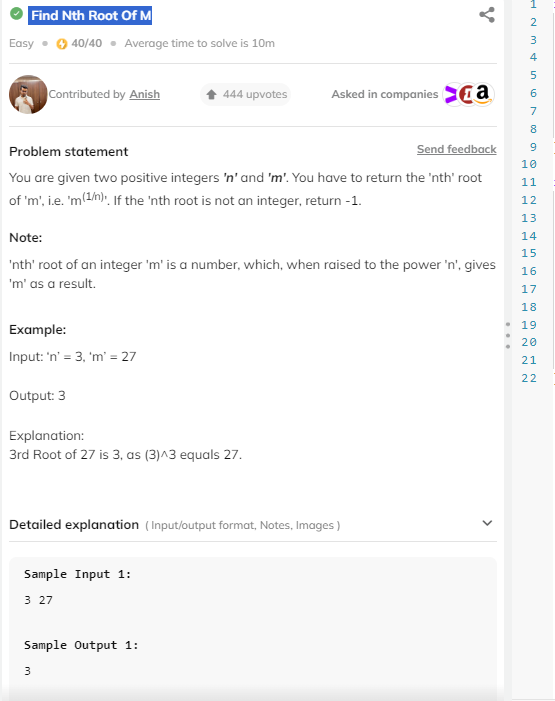 Find Nth Root Of M
Easy • 40/40 • Average time to solve is 10m
Contributed by Anish 444 upvotes Asked in companies a
Problem statement Send feedback
You are given two positive integers 'n' and 'm'. You have to return the 'nth' root
of 'm', i.e. 'm(1/n)'. If the 'nth root is not an integer, return -1.
Note:
'nth' root of an integer 'm' is a number, which, when raised to the power 'n', gives
'm' as a result.
Example:
Input: ‘n’ = 3, ‘m’ = 27
Output: 3
Explanation:
3rd Root of 27 is 3, as (3)^3 equals 27.
Detailed explanation ( Input/output format, Notes, Images )
Sample Input 1:
3 27
Sample Output 1:
3
1
2
3
4
5
6
7
8
9
10
11
12
13
14
15
16
17
18
19
20
21
22